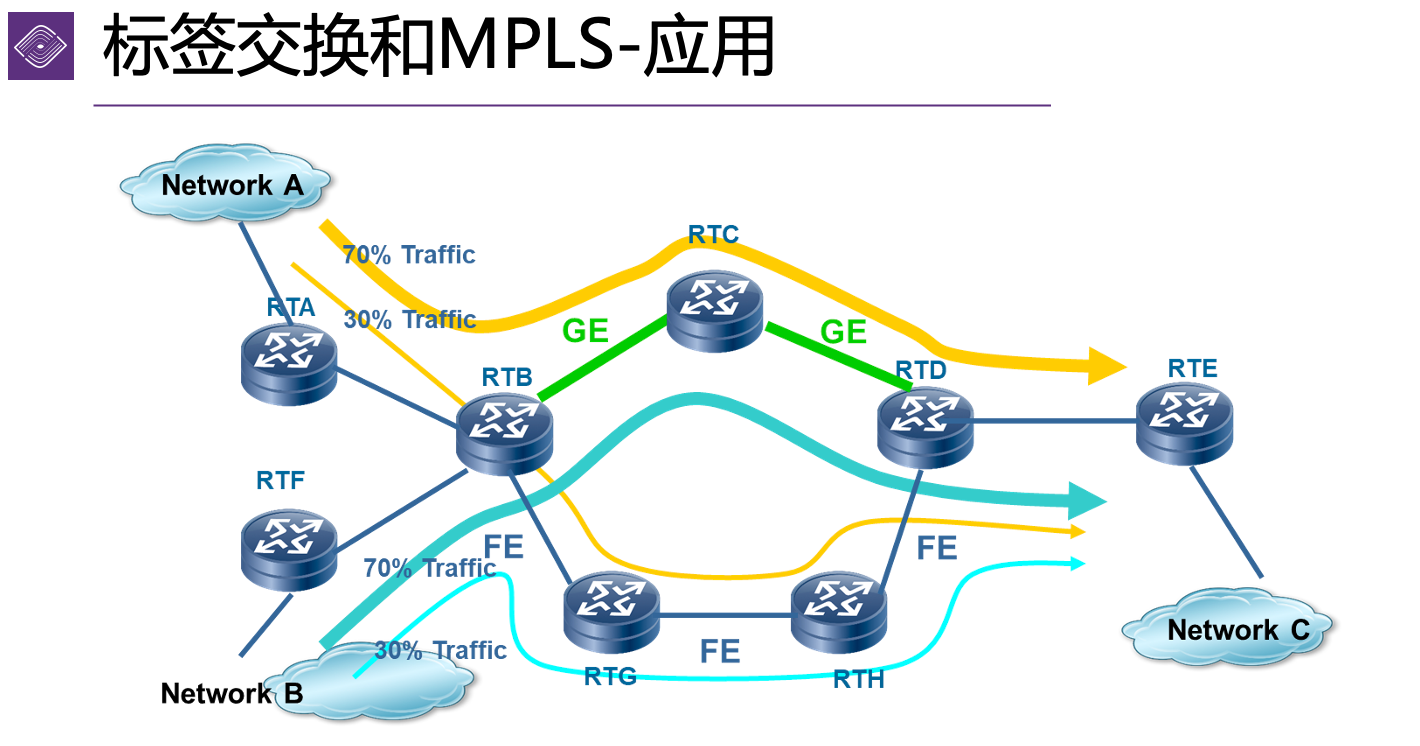 标签交换和MPLS-应用
Network A
70% Traffic
RTC
RTA
30% Traffic
GE
GE
RTB
RTD
RTE
RTF
70% Traffic
FE
FE
30% Traffic
FE
RTG
RTH
Network B
Network C